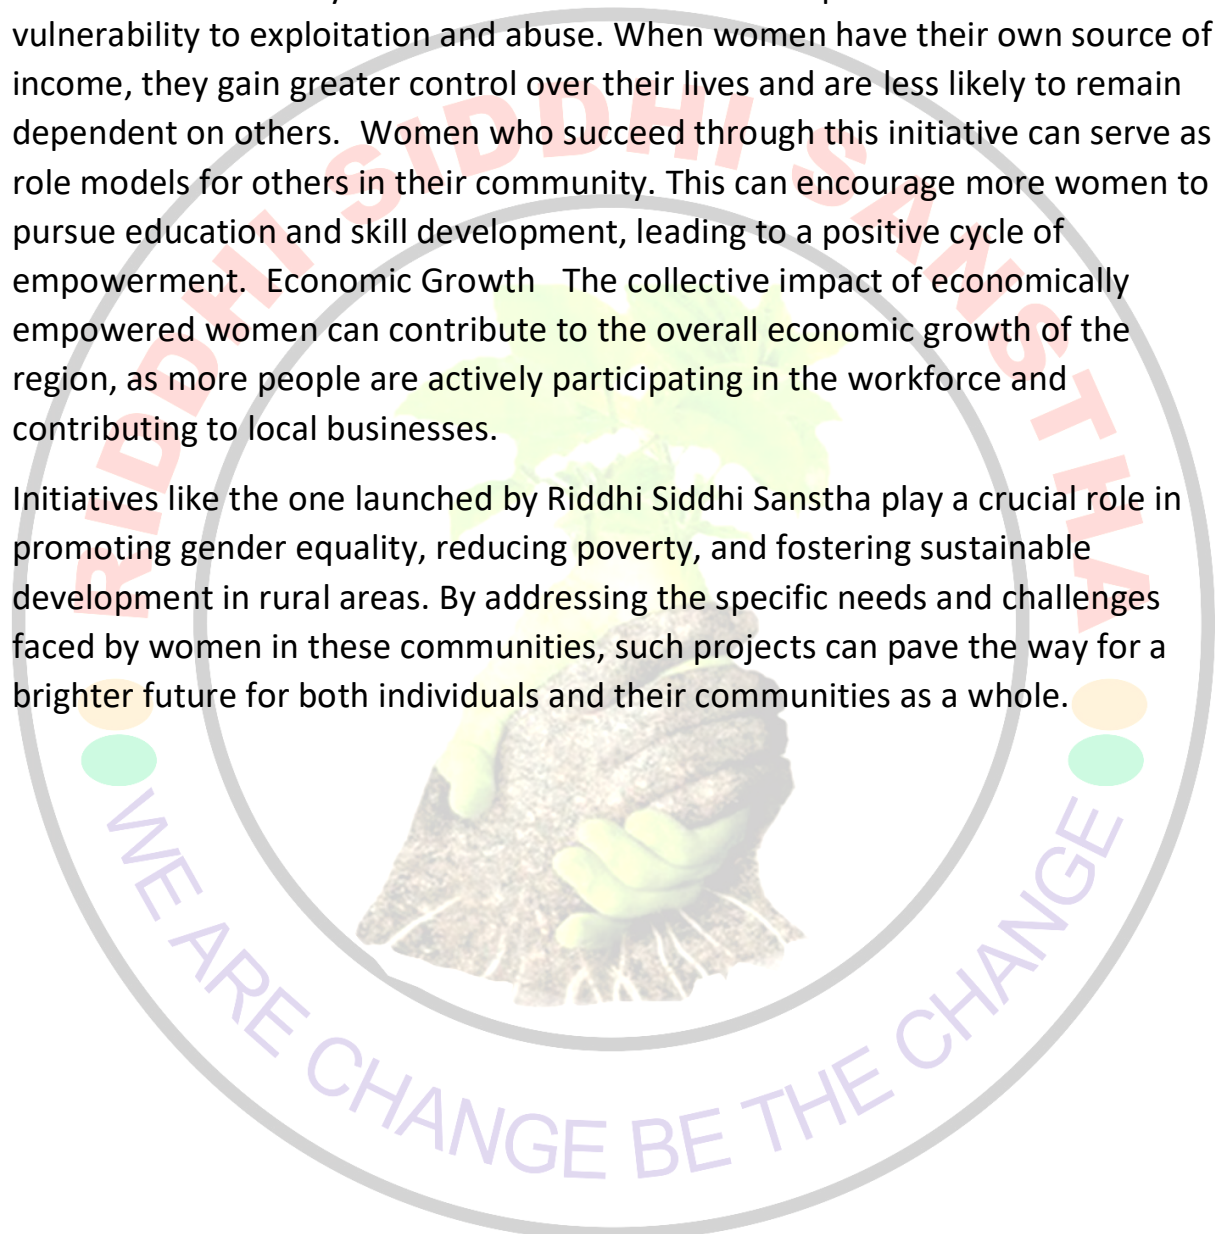 vulnerability to exploitation and abuse. When women have their own source of
income, they gain greater control over their lives and are less likely to remain
dependent on others.  Women who succeed through this initiative can serve as
role models for others in their community. This can encourage more women to
pursue education and skill development, leading to a positive cycle of
empowerment.  Economic Growth   The collective impact of economically
empowered women can contribute to the overall economic growth of the
region, as more people are actively participating in the workforce and
contributing to local businesses.
Initiatives like the one launched by Riddhi Siddhi Sanstha play a crucial role in
promoting gender equality, reducing poverty, and fostering sustainable
development in rural areas. By addressing the specific needs and challenges
faced by women in these communities, such projects can pave the way for a
brighter future for both individuals and their communities as a whole.
RIDDHI SIDDHI SANSTHA
WE ARE CHANGE BE THE CHANGE